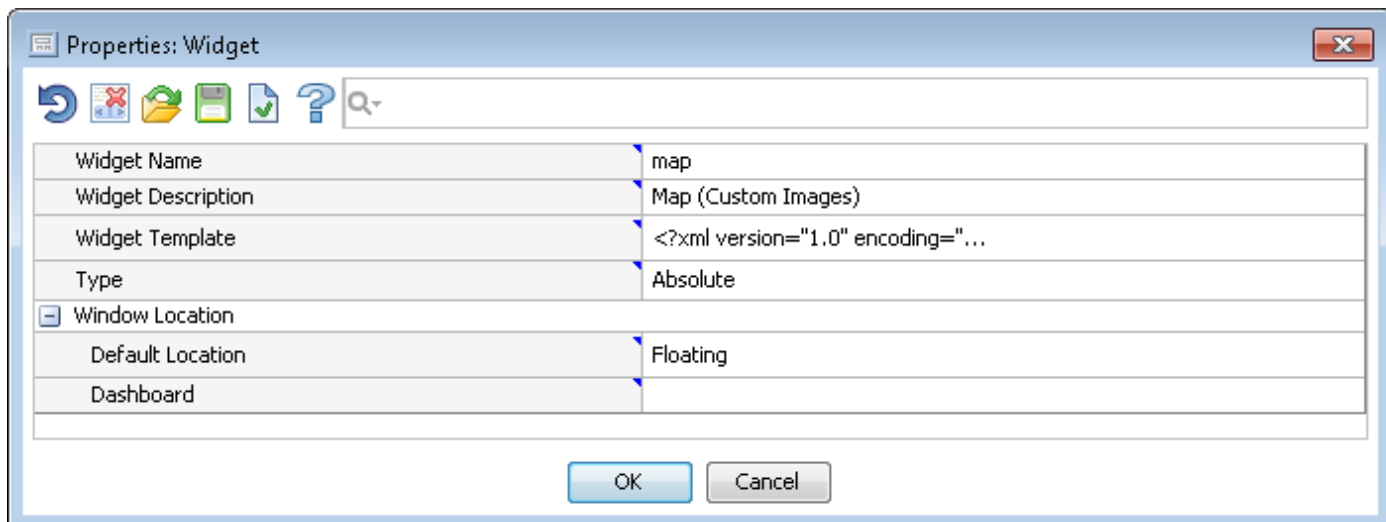 Properties: Widget
Widget Name map
Widget Description Map (Custom Images)
Widget Template <?xml version="1.0" encoding="...
Type Absolute
Window Location
Default Location Floating
Dashboard
OK Cancel